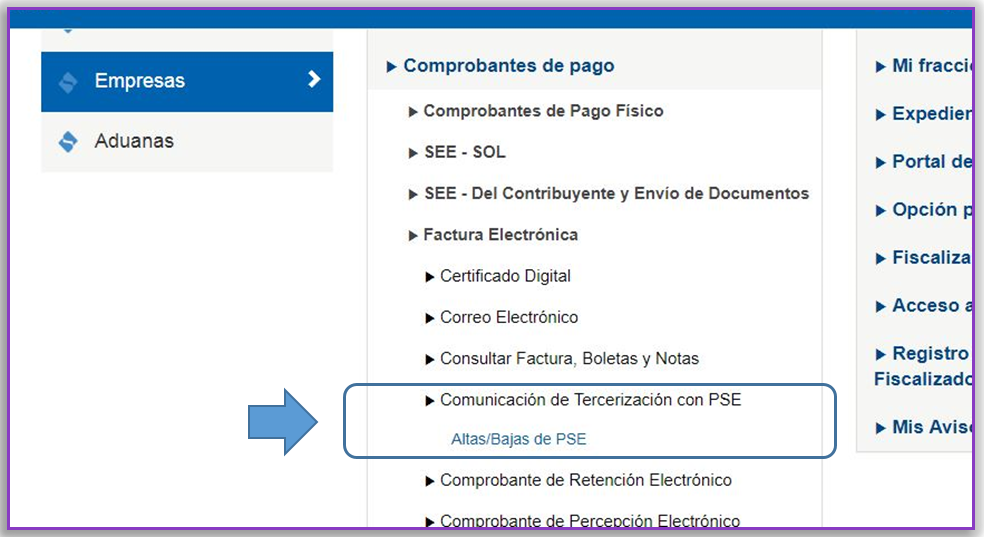 Empresas
Aduanas
Comprobantes de pago
Comprobantes de Pago Físico
SEE - SOL
SEE - Del Contribuyente y Envío de Documentos
Factura Electrónica
Certificado Digital
Correo Electrónico
Consultar Factura, Boletas y Notas
Comunicación de Tercerización con PSE
Altas/Bajas de PSE
Comprobante de Retención Electrónico
Comprobante de Percepción Electrónico
Mi fracci
Expedien
Portal de
Opción p
Fiscaliza
Acceso a
Registro
Fiscalizado
Mis Aviso